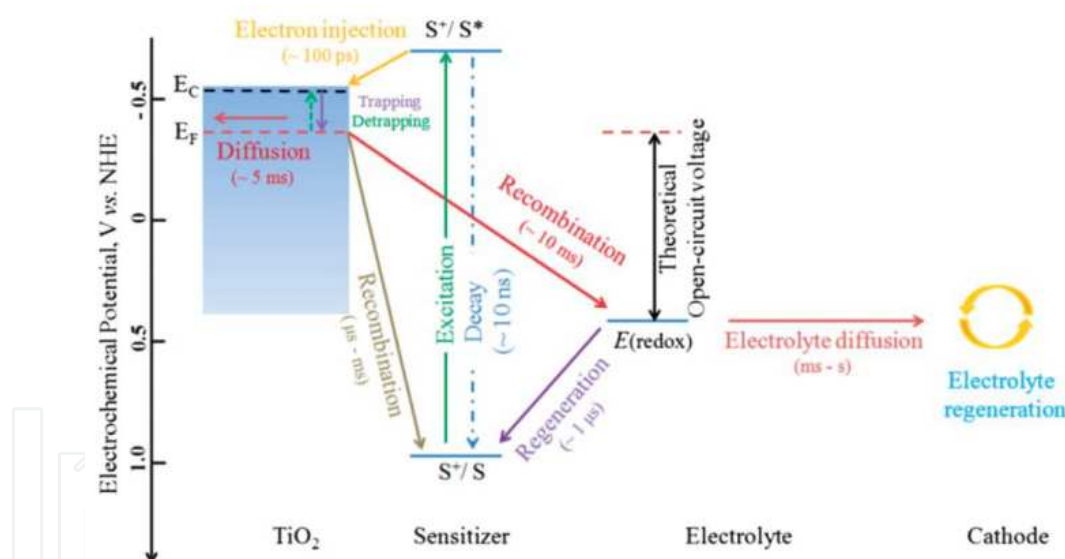 Electron injection
(~ 100 ps)
S⁺/ S*
E_C
-0.5
Trapping
Detrapping
E_F
Diffusion
(~ 5 ms)
Electrochemical Potential, V vs. NHE
0
0.5
1.0
Recombination
(~ 10 ms)
Recombination
(μs - ms)
Excitation
Decay
(~ 10 ns)
Theoretical
Open-circuit voltage
E(redox)
Regeneration
(~ 1 μs)
Electrolyte diffusion
(ms - s)
Electrolyte
regeneration
S⁺/ S
TiO₂
Sensitizer
Electrolyte
Cathode